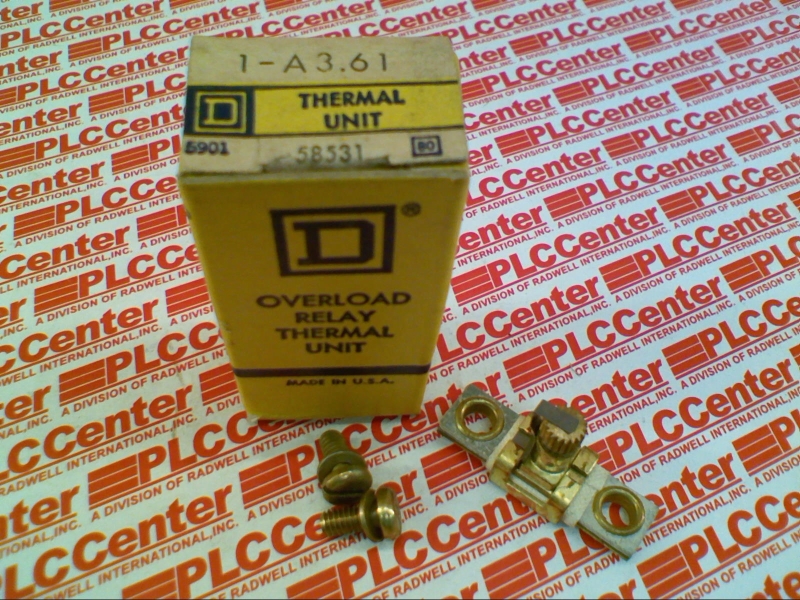 1-A3.61
D
THERMAL
UNIT
5901
58531
80
D®
OVERLOAD
RELAY
THERMAL
UNIT
MADE IN U.S.A.
PLCCenter
A DIVISION OF RADWELL INTERNATIONAL, INC.